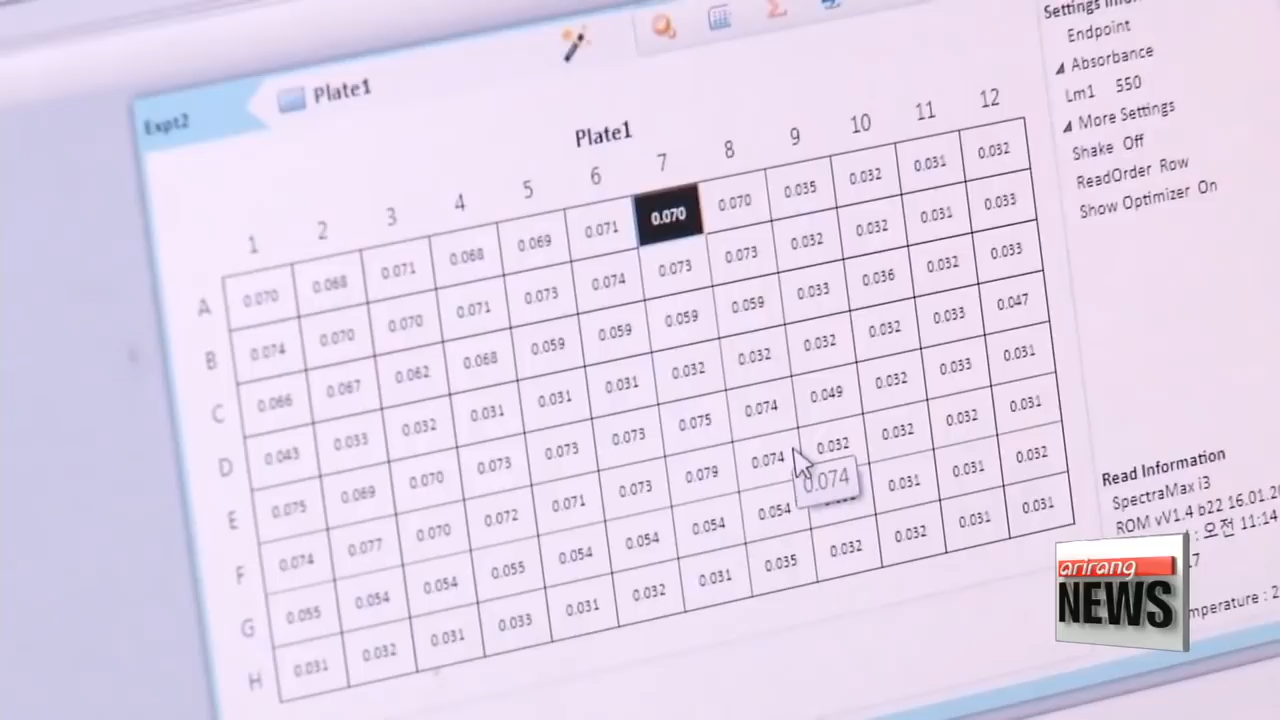 Expt2
Plate1
Plate1
1 2 3 4 5 6 7 8 9 10 11 12
A 0.070 0.068 0.071 0.068 0.069 0.071 0.070 0.070 0.035 0.032 0.031 0.032
B 0.074 0.070 0.070 0.071 0.073 0.074 0.073 0.073 0.032 0.032 0.031 0.033
C 0.066 0.067 0.062 0.068 0.059 0.059 0.059 0.059 0.033 0.036 0.032 0.033
D 0.043 0.033 0.032 0.031 0.031 0.031 0.032 0.032 0.032 0.032 0.033 0.047
E 0.075 0.069 0.070 0.073 0.073 0.073 0.075 0.074 0.049 0.032 0.033 0.031
F 0.074 0.077 0.070 0.072 0.071 0.073 0.079 0.074 0.032 0.032 0.032 0.031
G 0.055 0.054 0.054 0.055 0.054 0.054 0.054 0.054 0.031 0.031 0.032
H 0.031 0.032 0.031 0.033 0.031 0.032 0.031 0.035 0.032 0.032 0.031 0.031
0.074
Settings
Endpoint
Absorbance
Lm1 550
More Settings
Shake Off
ReadOrder Row
Show Optimizer On
Read Information
SpectraMax i3
ROM vV1.4 b22 16.01.20
: 오전 11:14
mperature : 2
arirang
NEWS